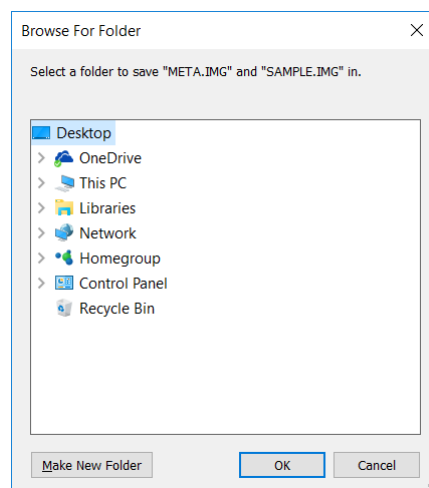 Browse For Folder
Select a folder to save "META.IMG" and "SAMPLE.IMG" in.
Desktop
OneDrive
This PC
Libraries
Network
Homegroup
Control Panel
Recycle Bin
Make New Folder OK Cancel